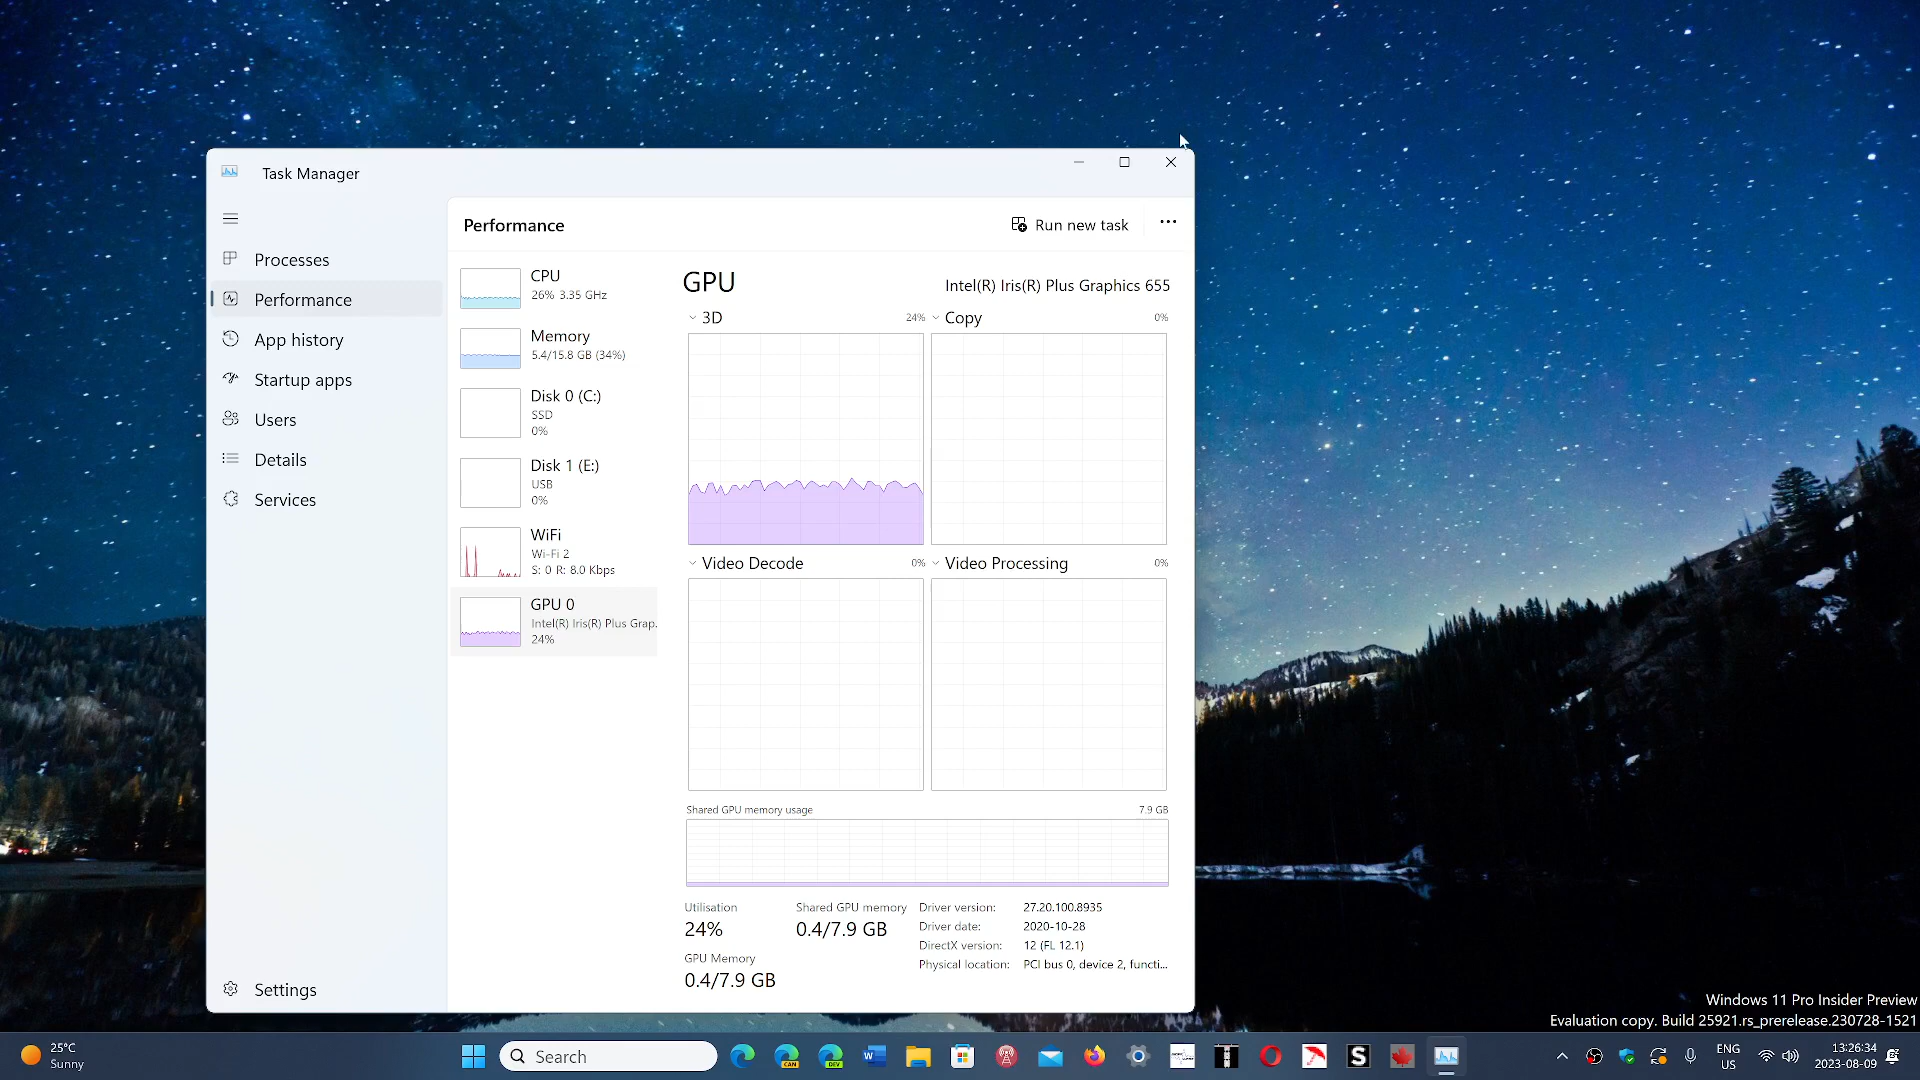 Task Manager
Performance
Run new task
Processes
Performance
App history
Startup apps
Users
Details
Services
Settings
CPU
26% 3.35 GHz
Memory
5.4/15.8 GB (34%)
Disk 0 (C:)
SSD
0%
Disk 1 (E:)
USB
0%
WiFi
Wi-Fi 2
S: 0 R: 8.0 Kbps
GPU 0
Intel(R) Iris(R) Plus Grap.
24%
GPU
Intel(R) Iris(R) Plus Graphics 655
3D 24%
Copy 0%
Video Decode 0%
Video Processing 0%
Shared GPU memory usage 7.9 GB
Utilisation
24%
Shared GPU memory
0.4/7.9 GB
GPU Memory
0.4/7.9 GB
Driver version: 27.20.100.8935
Driver date: 2020-10-28
DirectX version: 12 (FL 12.1)
Physical location: PCI bus 0, device 2, functi...
Windows 11 Pro Insider Preview
Evaluation copy. Build 25921.rs_prerelease.230728-1521
25°C
Sunny
Search
CAN
DEV
ENG
US
13:26:34
2023-08-09